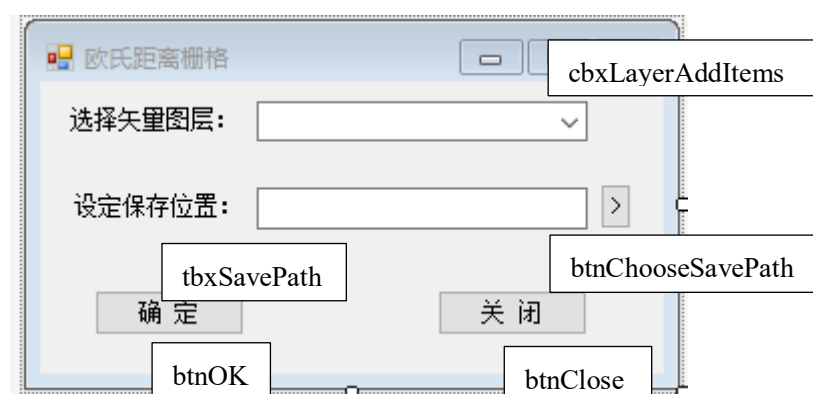 欧氏距离栅格
cbxLayerAddItems
选择矢量图层:
设定保存位置:
>
tbxSavePath
btnChooseSavePath
确 定
关 闭
btnOK
btnClose